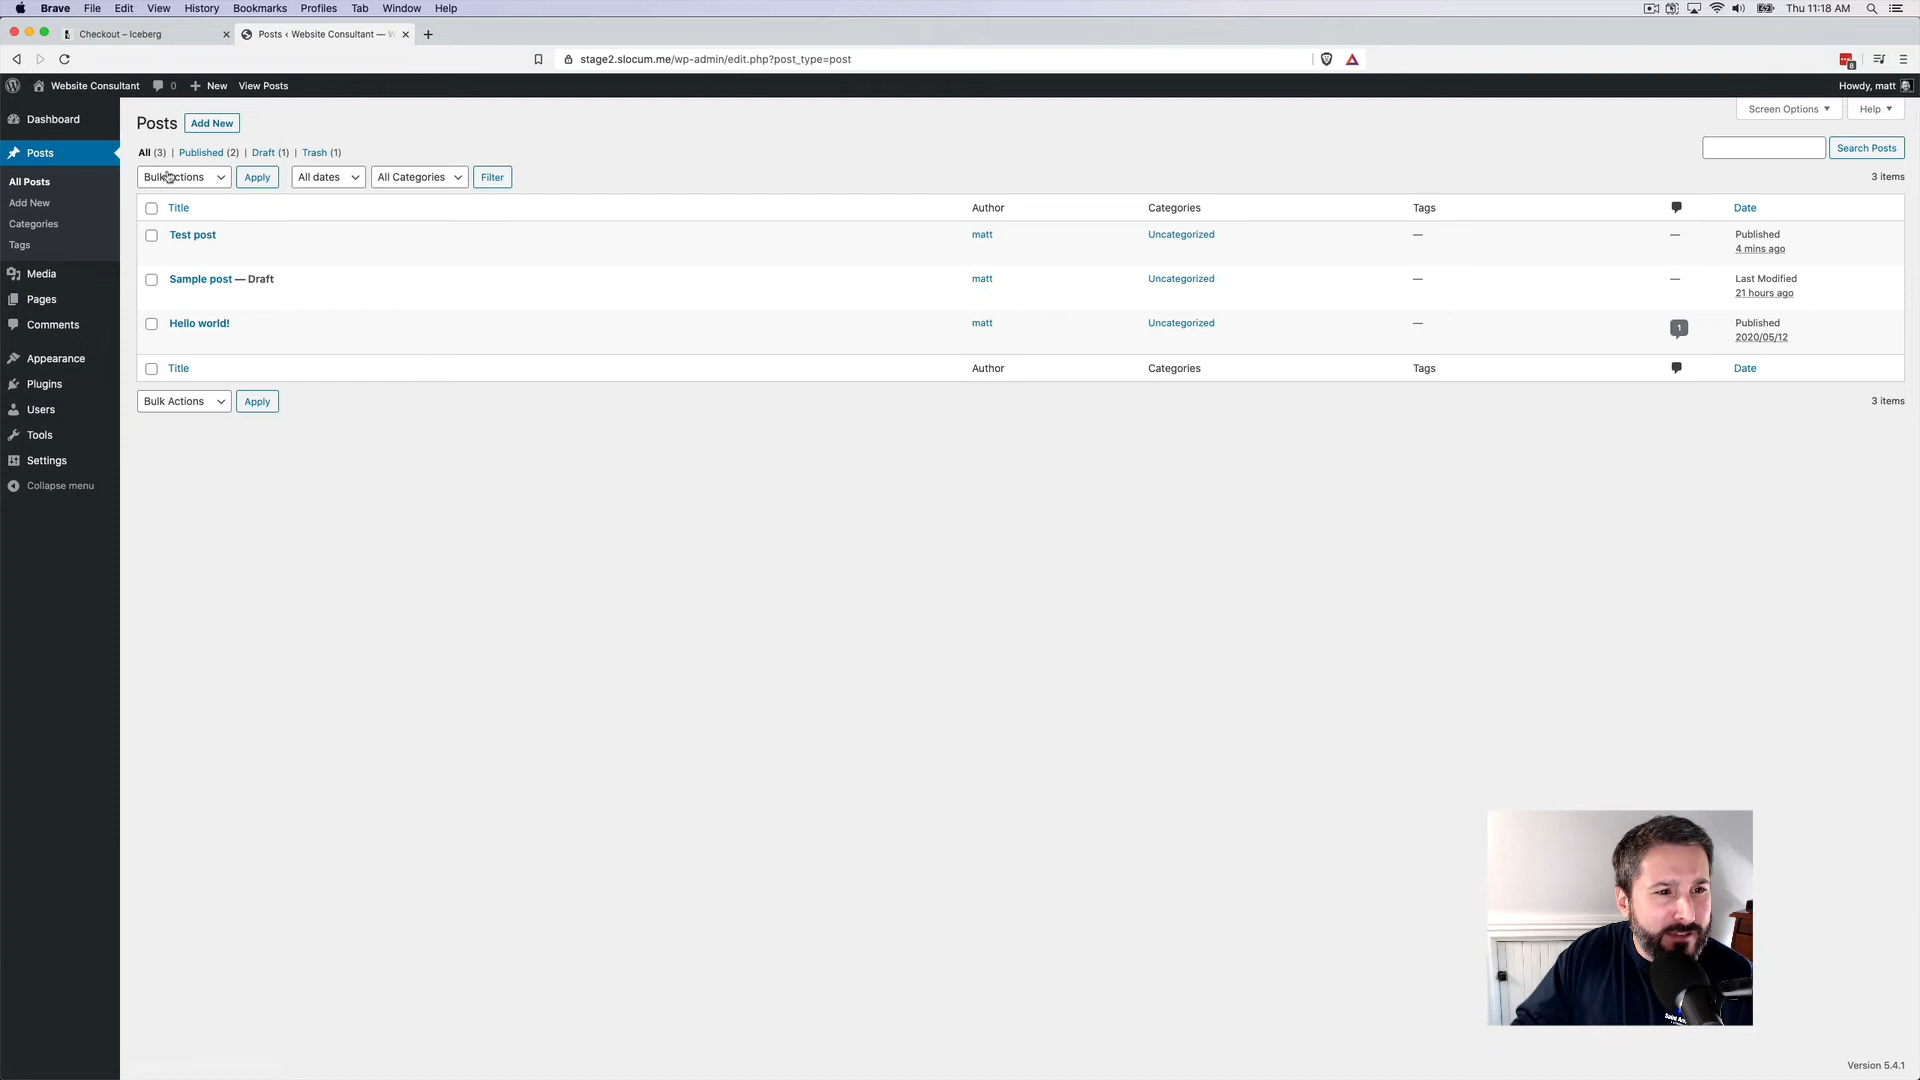 Brave File Edit View History Bookmarks Profiles Tab Window Help Thu 11:18 AM
Checkout – Iceberg Posts ‹ Website Consultant — W
stage2.slocum.me/wp-admin/edit.php?post_type=post 8
Website Consultant 0 New View Posts Howdy, matt
Dashboard
Posts
All Posts
Add New
Categories
Tags
Media
Pages
Comments
Appearance
Plugins
Users
Tools
Settings
Collapse menu
Posts Add New Screen Options Help
All (3) | Published (2) | Draft (1) | Trash (1) Search Posts
Bulk Actions Apply All dates All Categories Filter 3 items
Title Author Categories Tags Date
Test post matt Uncategorized — — Published
4 mins ago
Sample post — Draft matt Uncategorized — — Last Modified
21 hours ago
Hello world! matt Uncategorized — 1 Published
2020/05/12
Title Author Categories Tags Date
Bulk Actions Apply 3 items
Version 5.4.1